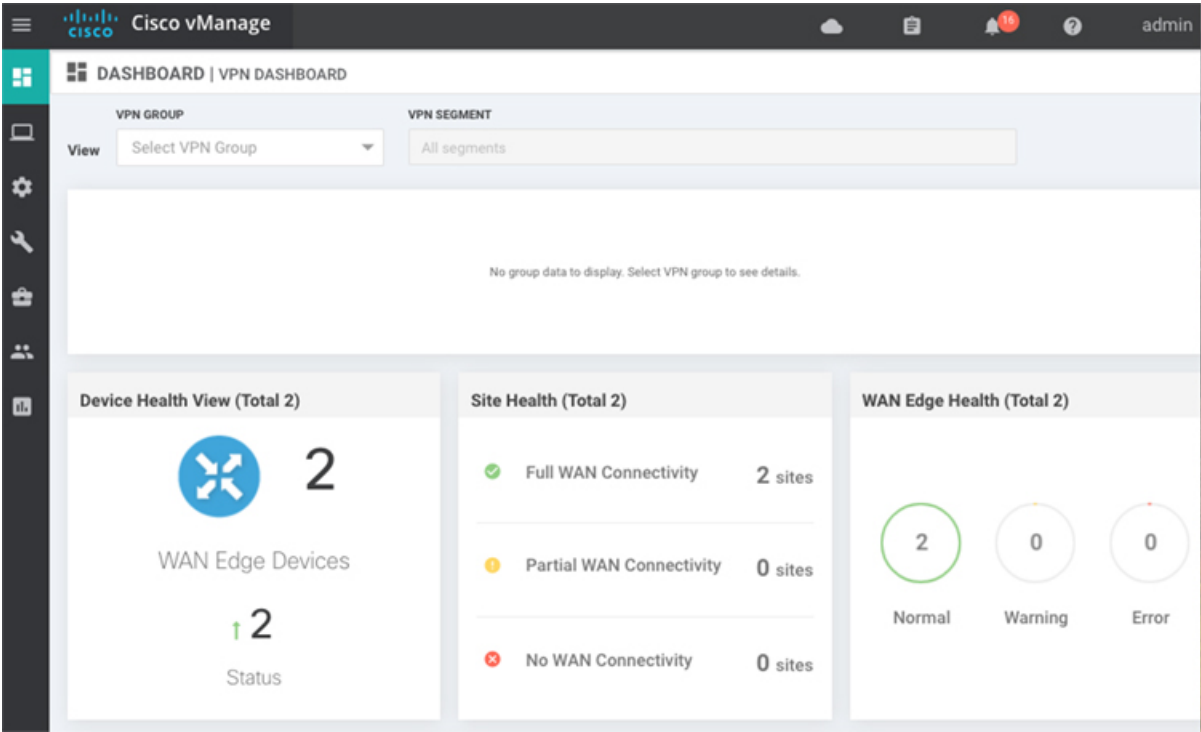 CISCO Cisco vManage 16 admin
DASHBOARD | VPN DASHBOARD
VPN GROUP VPN SEGMENT
View Select VPN Group All segments
No group data to display. Select VPN group to see details.
Device Health View (Total 2)
2
WAN Edge Devices
↑ 2
Status
Site Health (Total 2)
Full WAN Connectivity 2 sites
Partial WAN Connectivity 0 sites
No WAN Connectivity 0 sites
WAN Edge Health (Total 2)
2 0 0
Normal Warning Error